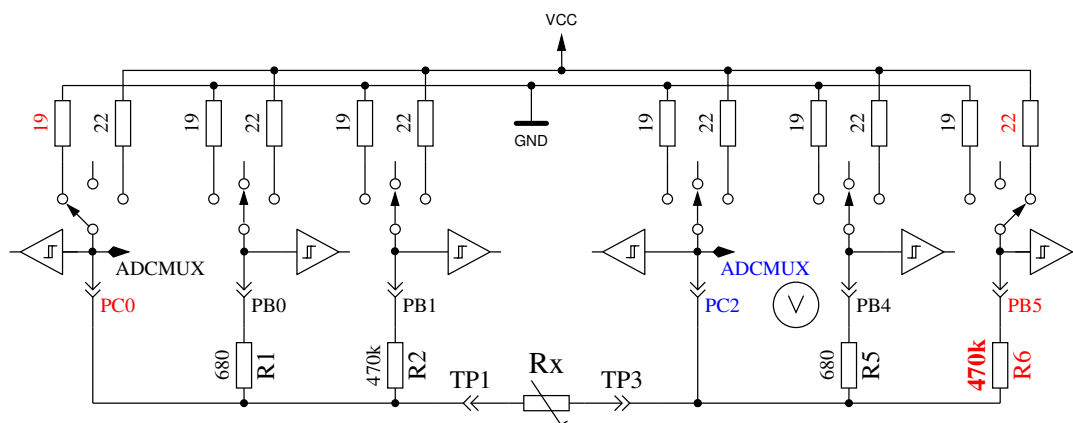 VCC
19
22
19
22
19
22
GND
19
22
19
22
19
22
ADCMUX
ADCMUX
PC0
PB0
PB1
PC2
V
PB4
PB5
680
R1
470k
R2
TP1
Rx
TP3
680
R5
470k
R6